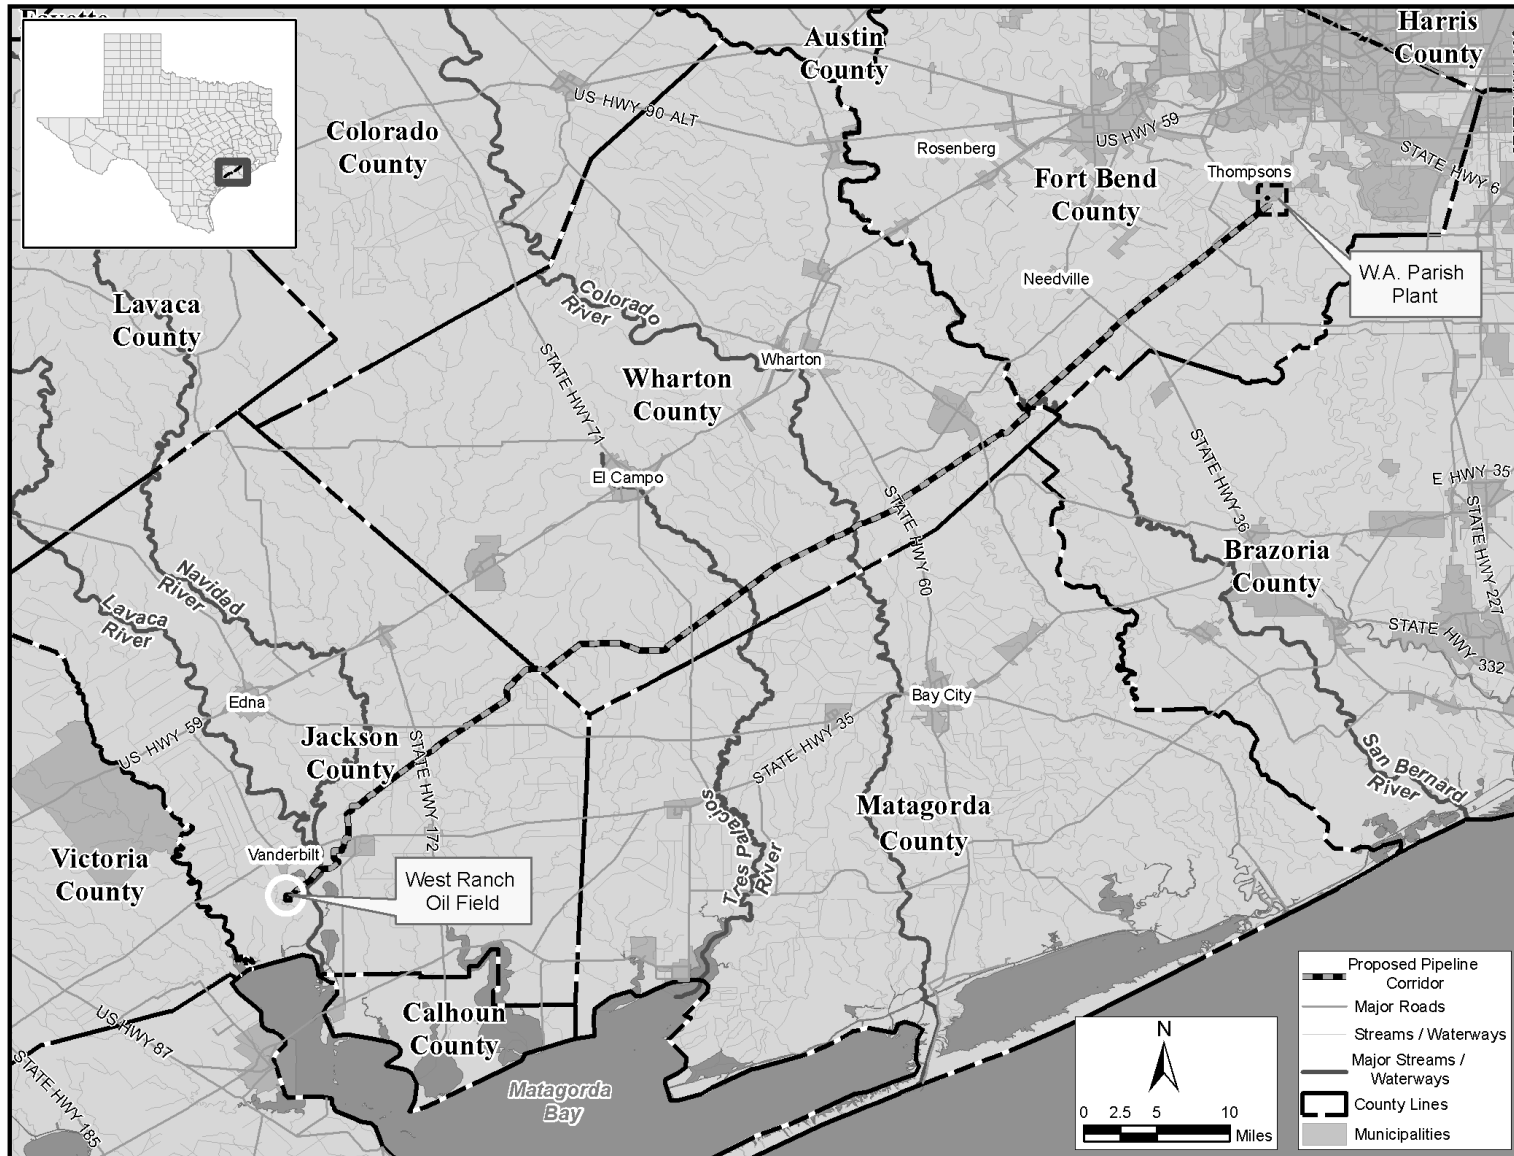 Fayette
Austin
County
Harris
County
Colorado
County
US HWY 90 ALT
US HWY 59
Rosenberg
STATE HWY 6
Thompsons
Fort Bend
County
Needville
W.A. Parish
Plant
Lavaca
County
Colorado
River
STATE HWY 71
Wharton
Wharton
County
El Campo
STATE HWY 60
STATE HWY 36
E HWY 35
STATE HWY 227
Brazoria
County
STATE HWY 332
Navidad
River
Lavaca
River
Edna
US HWY 59
Jackson
County
STATE HWY 172
Bay City
STATE HWY 35
San Bernard
River
Tres Palacios
River
Matagorda
County
Victoria
County
Vanderbilt
West Ranch
Oil Field
Calhoun
County
US HWY 87
STATE HWY 185
Matagorda
Bay
N
0 2.5 5 10
Miles
Proposed Pipeline
Corridor
Major Roads
Streams / Waterways
Major Streams /
Waterways
County Lines
Municipalities